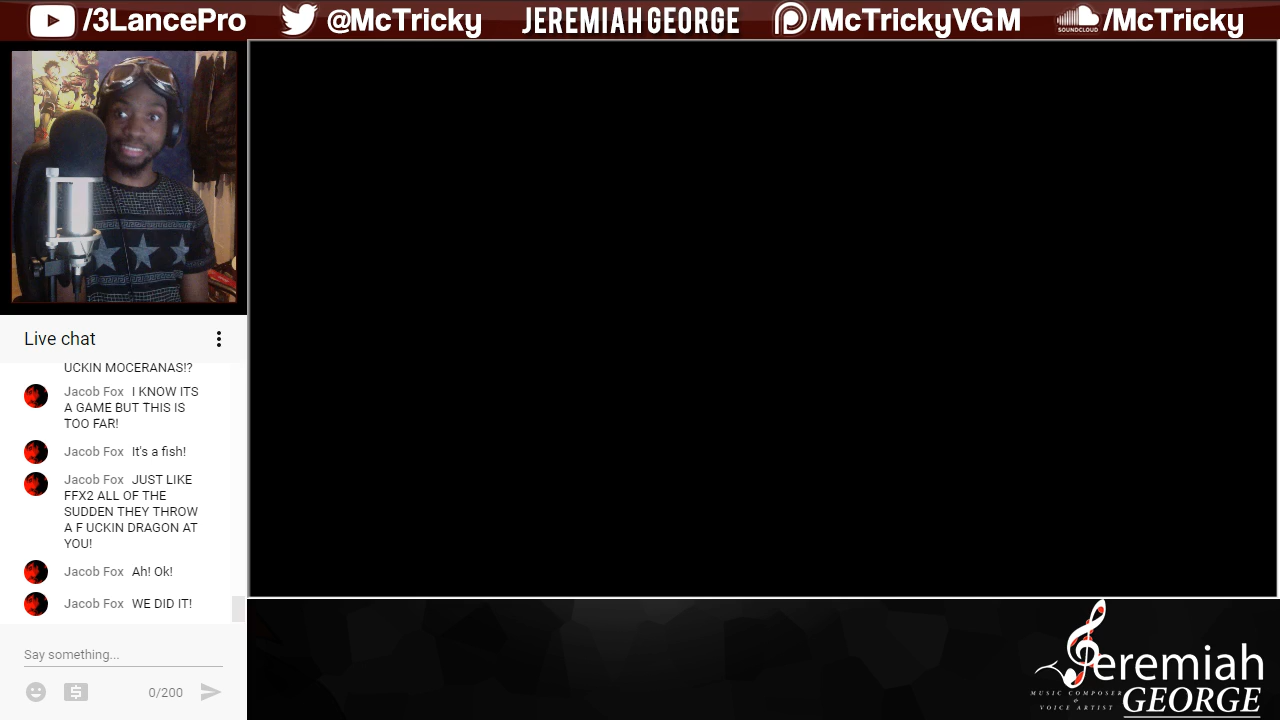 /3LancePro @McTricky JEREMIAH GEORGE /McTrickyVGM SOUNDCLOUD /McTricky
Live chat
UCKIN MOCERANAS!?
Jacob Fox I KNOW ITS
A GAME BUT THIS IS
TOO FAR!
Jacob Fox It's a fish!
Jacob Fox JUST LIKE
FFX2 ALL OF THE
SUDDEN THEY THROW
A F UCKIN DRAGON AT
YOU!
Jacob Fox Ah! Ok!
Jacob Fox WE DID IT!
Say something...
0/200
Jeremiah
MUSIC COMPOSER
&
VOICE ARTIST
GEORGE